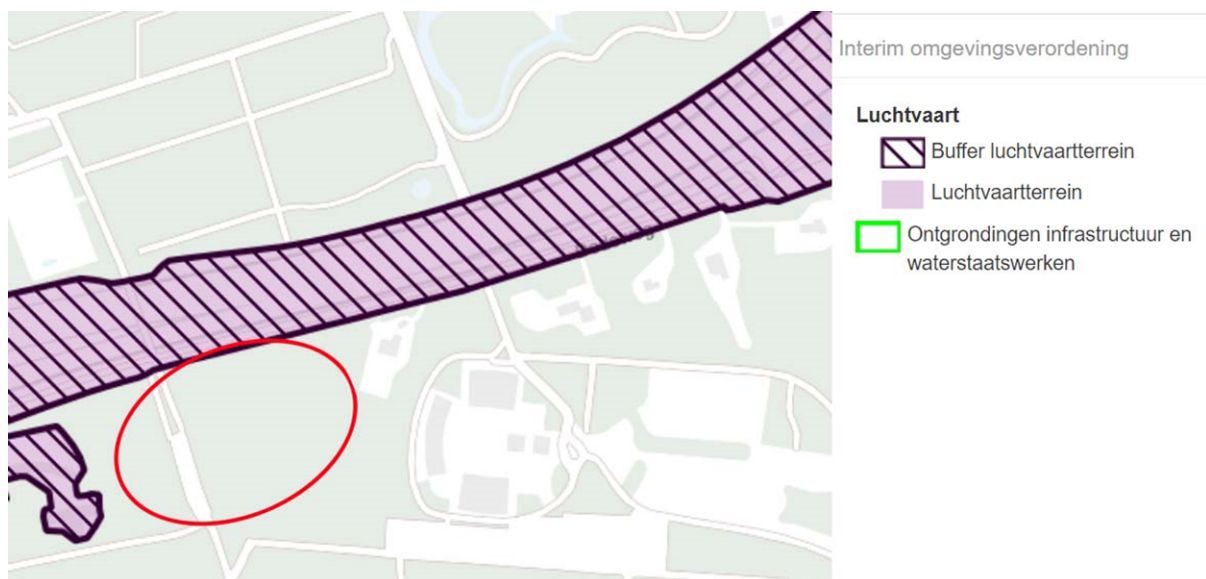 Interim omgevingsverordening
Luchtvaart
Buffer luchtvaartterrein
Luchtvaartterrein
Ontgrondingen infrastructuur en
waterstaatswerken